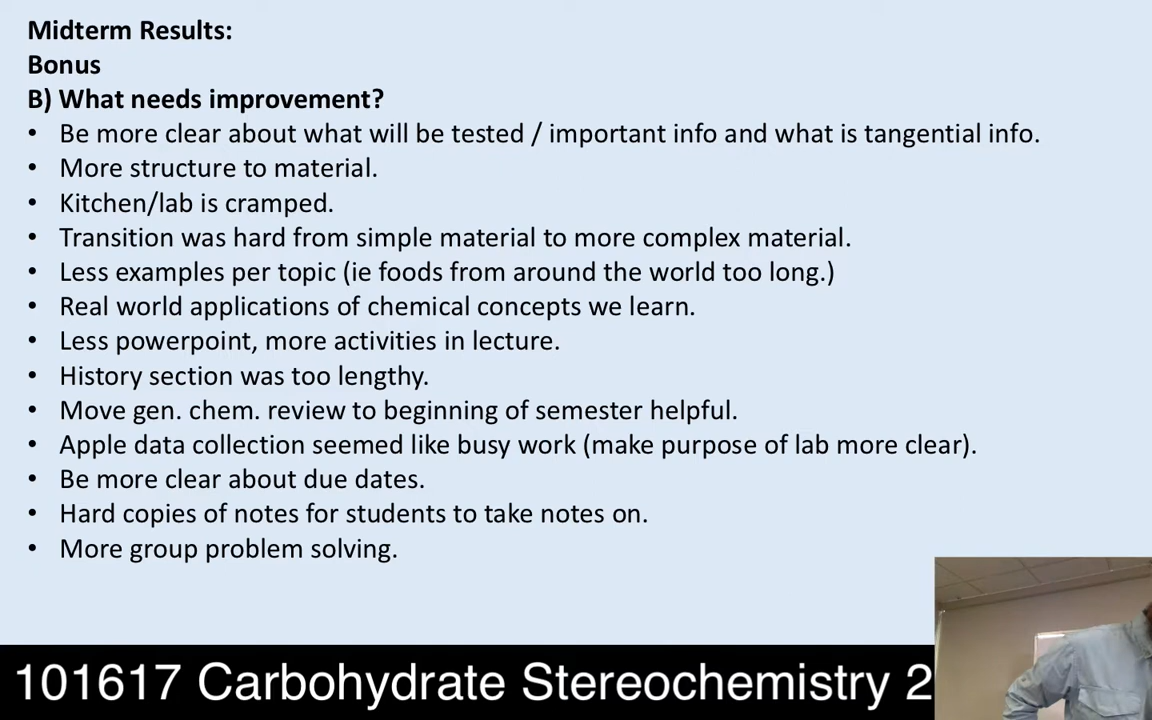 Midterm Results:
Bonus
B) What needs improvement?
• Be more clear about what will be tested / important info and what is tangential info.
• More structure to material.
• Kitchen/lab is cramped.
• Transition was hard from simple material to more complex material.
• Less examples per topic (ie foods from around the world too long.)
• Real world applications of chemical concepts we learn.
• Less powerpoint, more activities in lecture.
• History section was too lengthy.
• Move gen. chem. review to beginning of semester helpful.
• Apple data collection seemed like busy work (make purpose of lab more clear).
• Be more clear about due dates.
• Hard copies of notes for students to take notes on.
• More group problem solving.
101617 Carbohydrate Stereochemistry 2